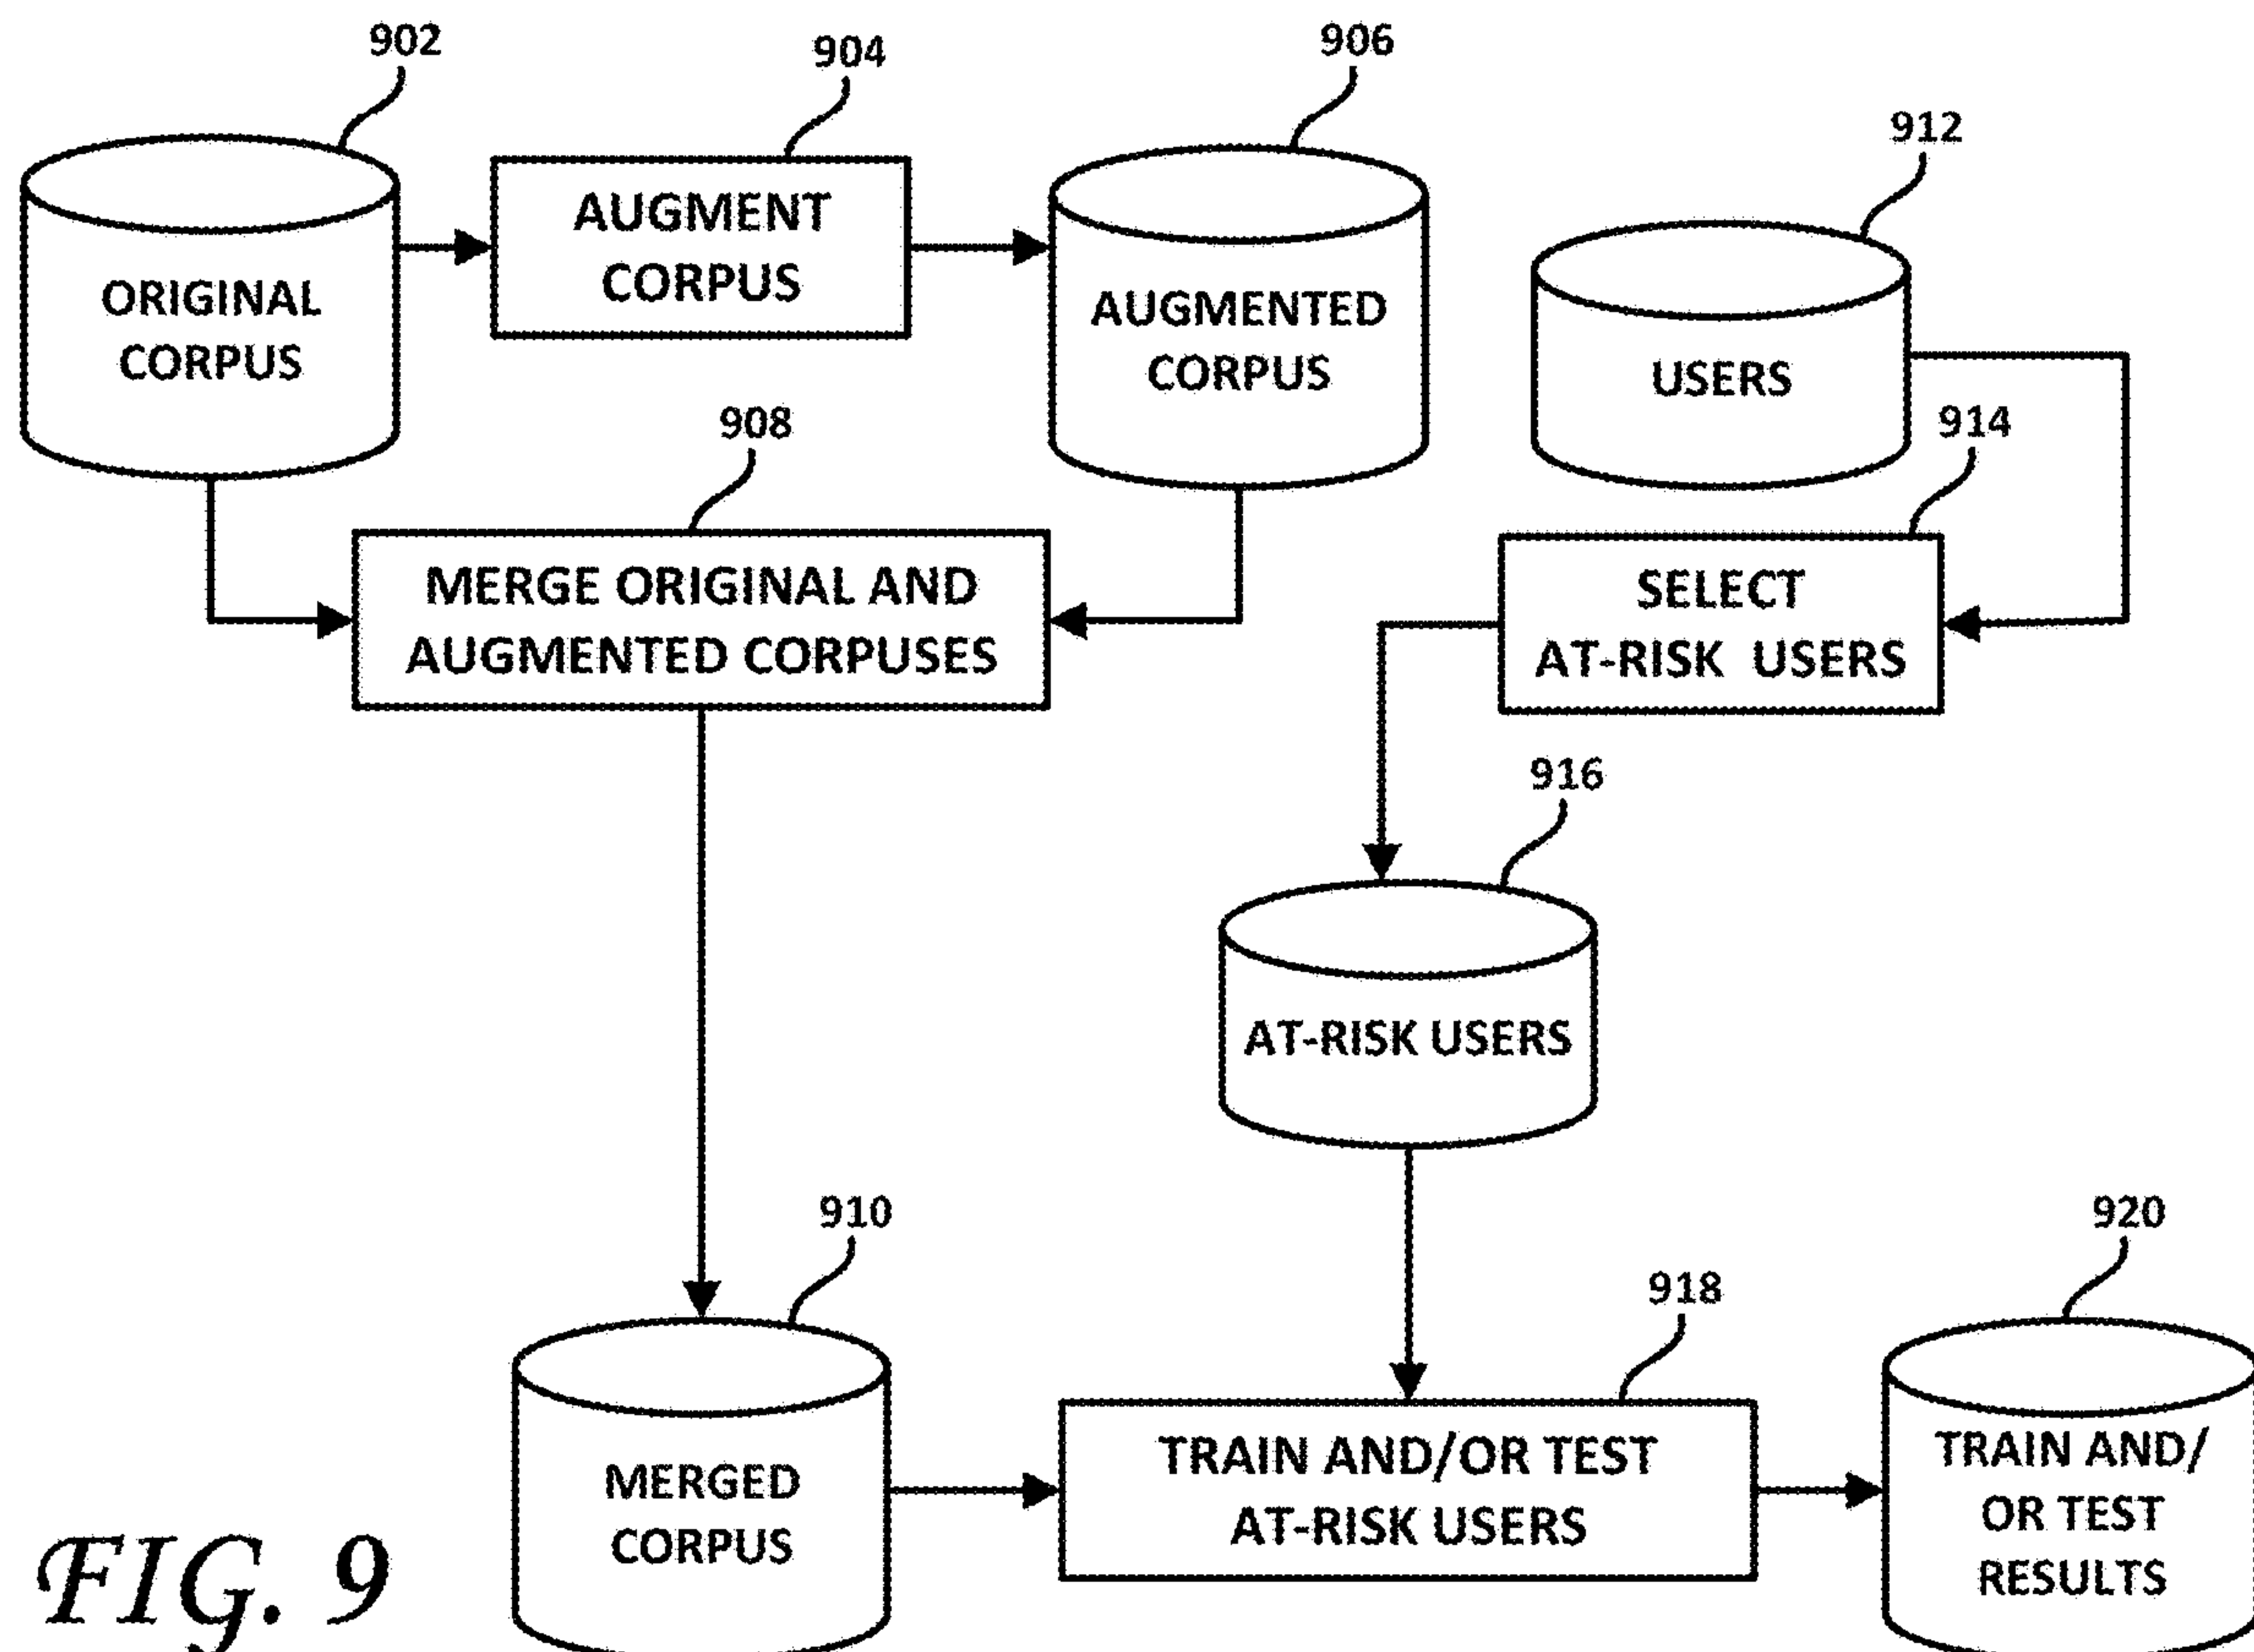 902
904
906
912
ORIGINAL
CORPUS
AUGMENT
CORPUS
AUGMENTED
CORPUS
USERS
908
914
MERGE ORIGINAL AND
AUGMENTED CORPUSES
SELECT
AT-RISK USERS
916
AT-RISK USERS
910
918
920
MERGED
CORPUS
TRAIN AND/OR TEST
AT-RISK USERS
TRAIN AND/
OR TEST
RESULTS
FIG. 9